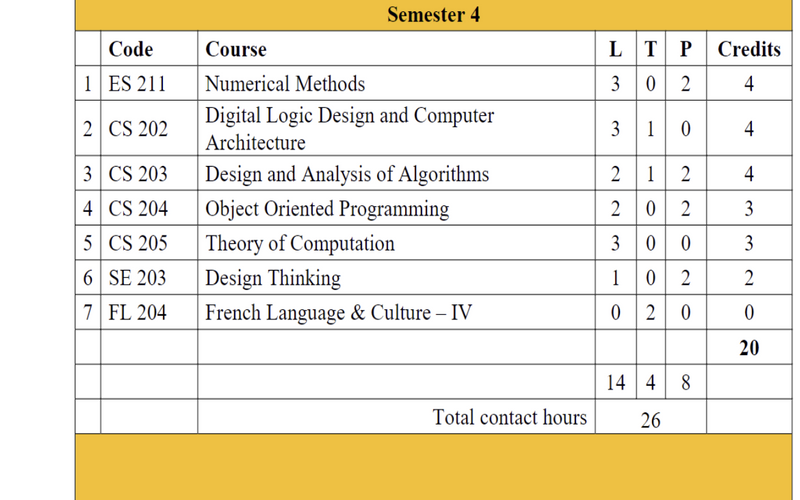 Semester 4
Code Course L T P Credits
1 ES 211 Numerical Methods 3 0 2 4
2 CS 202 Digital Logic Design and Computer
Architecture 3 1 0 4
3 CS 203 Design and Analysis of Algorithms 2 1 2 4
4 CS 204 Object Oriented Programming 2 0 2 3
5 CS 205 Theory of Computation 3 0 0 3
6 SE 203 Design Thinking 1 0 2 2
7 FL 204 French Language & Culture – IV 0 2 0 0
20
14 4 8
Total contact hours 26